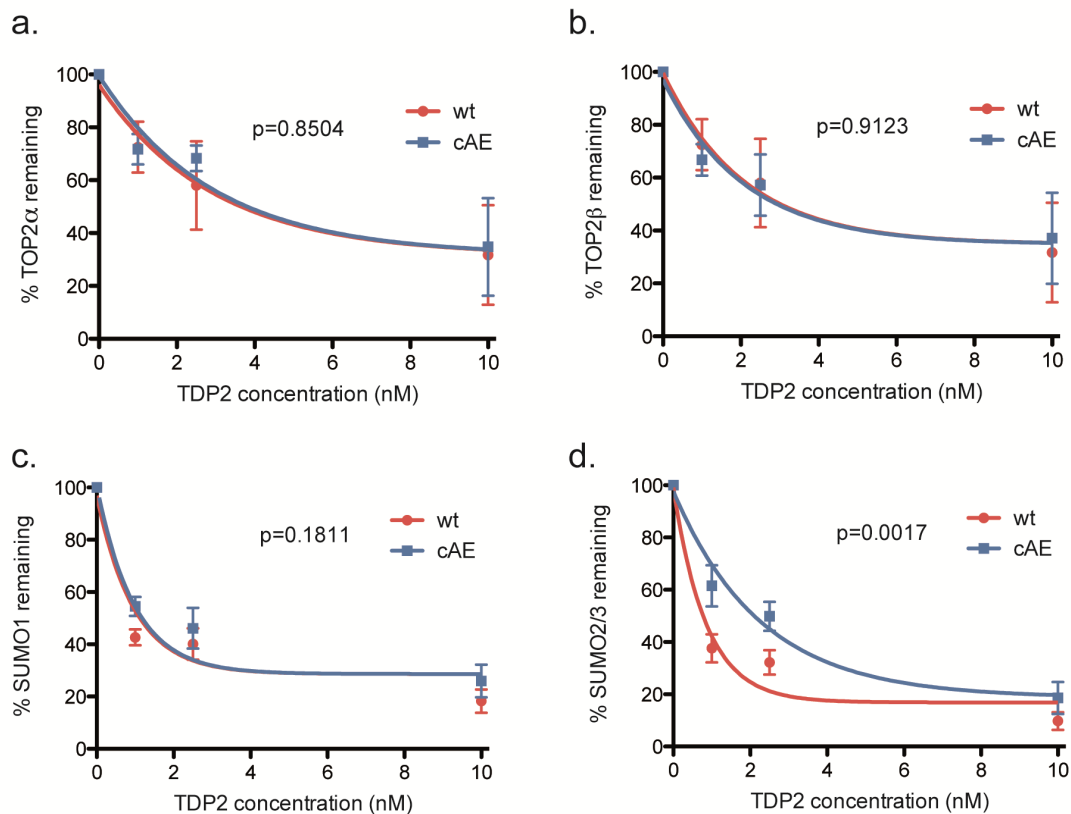 a.
% TOP2α remaining
100
80
60
40
20
0
p=0.8504
wt
cAE
0 2 4 6 8 10
TDP2 concentration (nM)
b.
% TOP2β remaining
100
80
60
40
20
0
p=0.9123
wt
cAE
0 2 4 6 8 10
TDP2 concentration (nM)
c.
% SUMO1 remaining
100
80
60
40
20
0
p=0.1811
wt
cAE
0 2 4 6 8 10
TDP2 concentration (nM)
d.
% SUMO2/3 remaining
100
80
60
40
20
0
p=0.0017
wt
cAE
0 2 4 6 8 10
TDP2 concentration (nM)